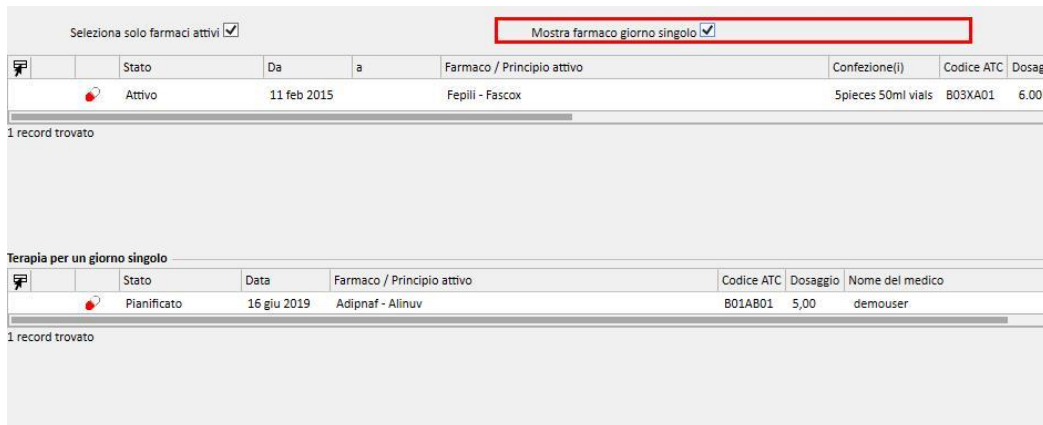 Seleziona solo farmaci attivi Mostra farmaco giorno singolo
Stato Da a Farmaco / Principio attivo Confezione(i) Codice ATC Dosag
Attivo 11 feb 2015 Fepili - Fascox 5pieces 50ml vials B03XA01 6.00
1 record trovato
Terapia per un giorno singolo
Stato Data Farmaco / Principio attivo Codice ATC Dosaggio Nome del medico
Pianificato 16 giu 2019 Adipnaf - Alinuv B01AB01 5,00 demouser
1 record trovato